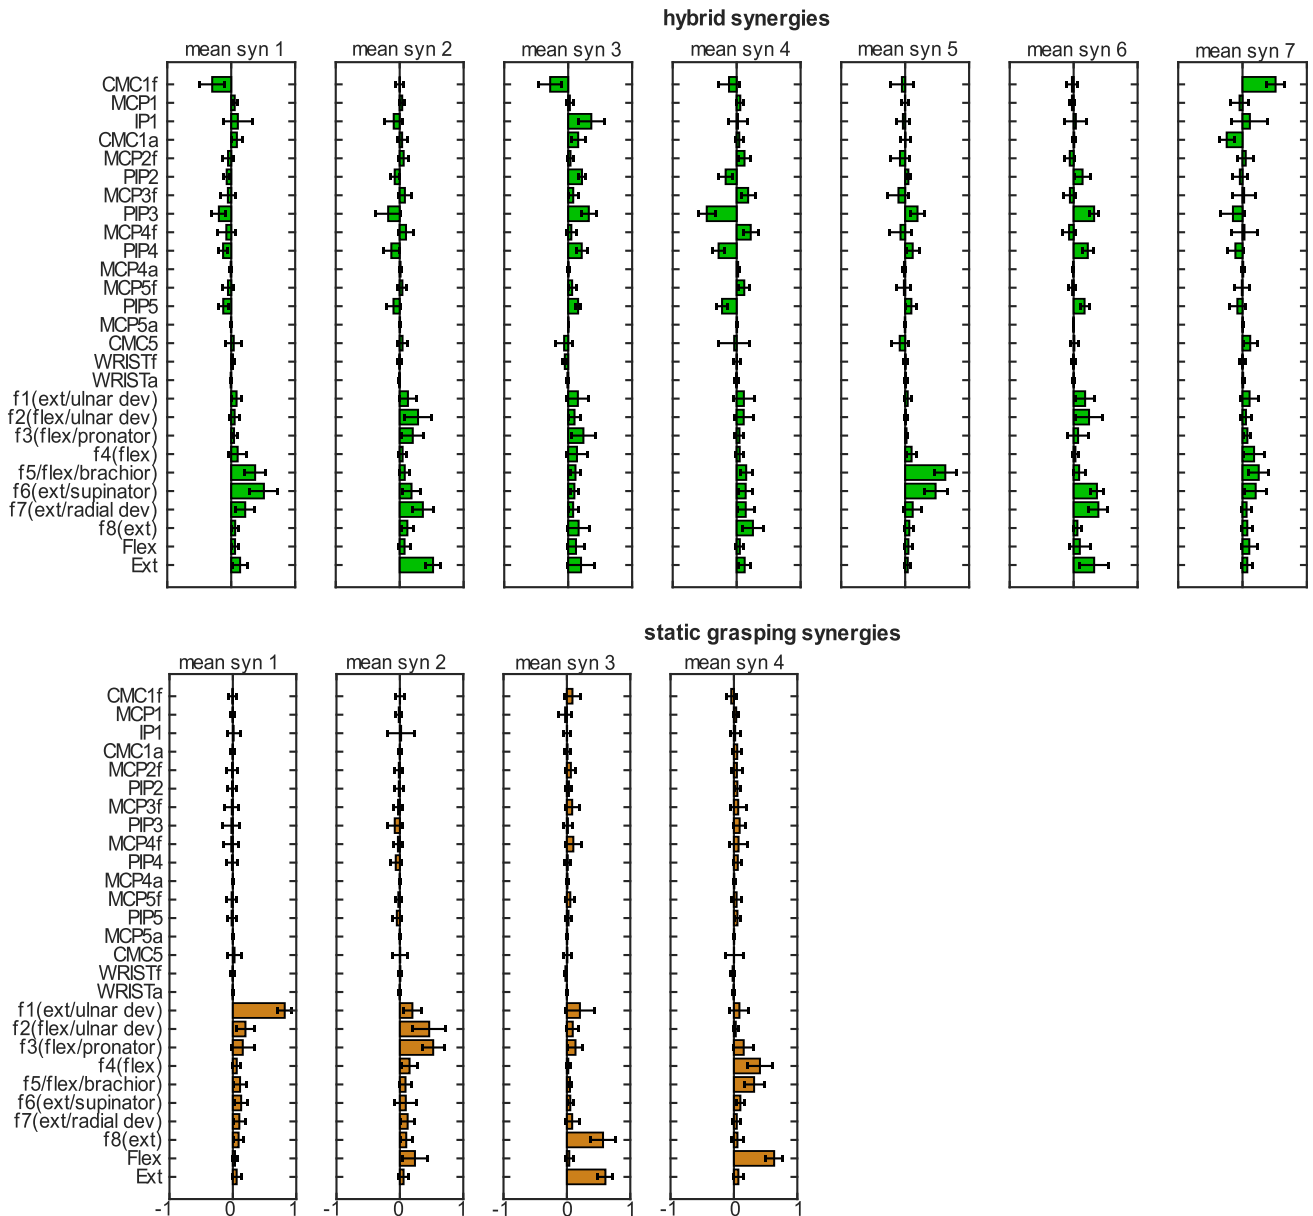 hybrid synergies
mean syn 1 mean syn 2 mean syn 3 mean syn 4 mean syn 5 mean syn 6 mean syn 7
CMC1f
MCP1
IP1
CMC1a
MCP2f
PIP2
MCP3f
PIP3
MCP4f
PIP4
MCP4a
MCP5f
PIP5
MCP5a
CMC5
WRISTf
WRISTa
f1(ext/ulnar dev)
f2(flex/ulnar dev)
f3(flex/pronator)
f4(flex)
f5/flex/brachior)
f6(ext/supinator)
f7(ext/radial dev)
f8(ext)
Flex
Ext
static grasping synergies
mean syn 1 mean syn 2 mean syn 3 mean syn 4
CMC1f
MCP1
IP1
CMC1a
MCP2f
PIP2
MCP3f
PIP3
MCP4f
PIP4
MCP4a
MCP5f
PIP5
MCP5a
CMC5
WRISTf
WRISTa
f1(ext/ulnar dev)
f2(flex/ulnar dev)
f3(flex/pronator)
f4(flex)
f5/flex/brachior)
f6(ext/supinator)
f7(ext/radial dev)
f8(ext)
Flex
Ext
-1 0 1 -1 0 1 -1 0 1 -1 0 1